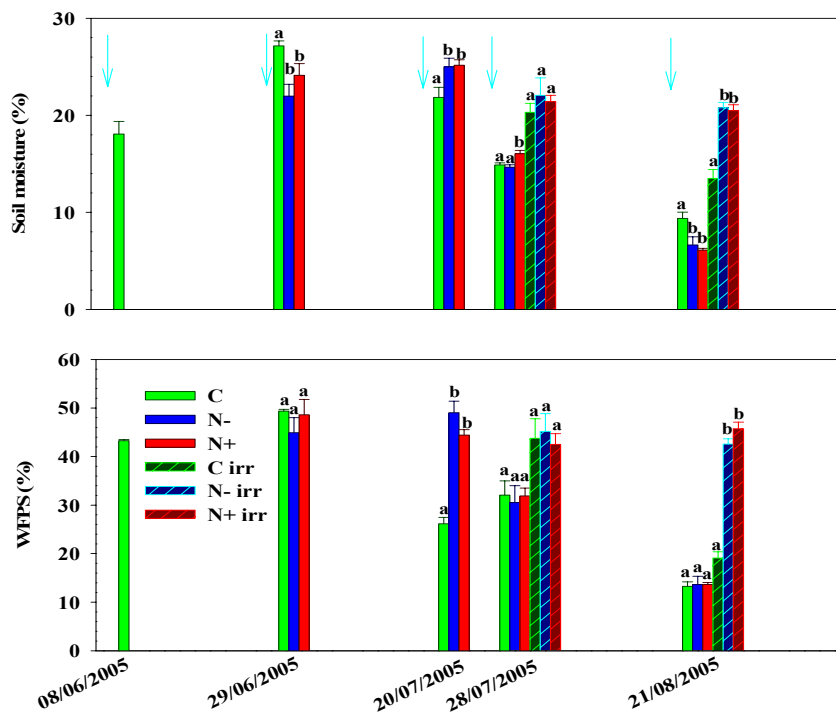 30
20
10
0
Soil moisture (%)
a
b
b
a
b
b
a
a
b
a
a
a
a
b
b
a
b
b
60
50
40
30
20
10
0
WFPS (%)
C
N-
N+
C irr
N- irr
N+ irr
a
a
a
a
b
b
a
a
a
a
a
a
a
a
a
a
b
b
08/06/2005
29/06/2005
20/07/2005
28/07/2005
21/08/2005